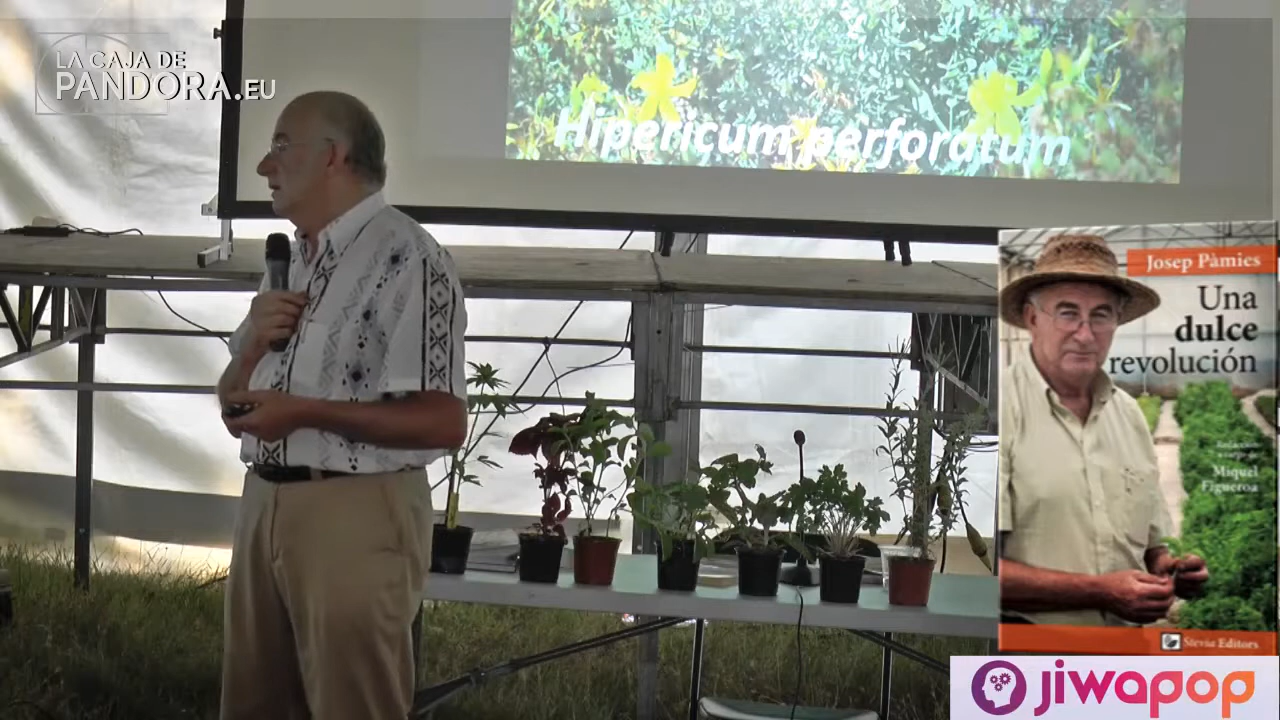 LA CAJA DE
PANDORA.EU
Hipericum perforatum
Josep Pàmies
Una
dulce
revolución
Miquel
Figueroa
Stevia Editors
jiwapop